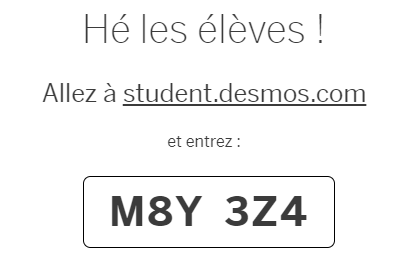 Hé les élèves !
Allez à student.desmos.com
et entrez :
M8Y 3Z4